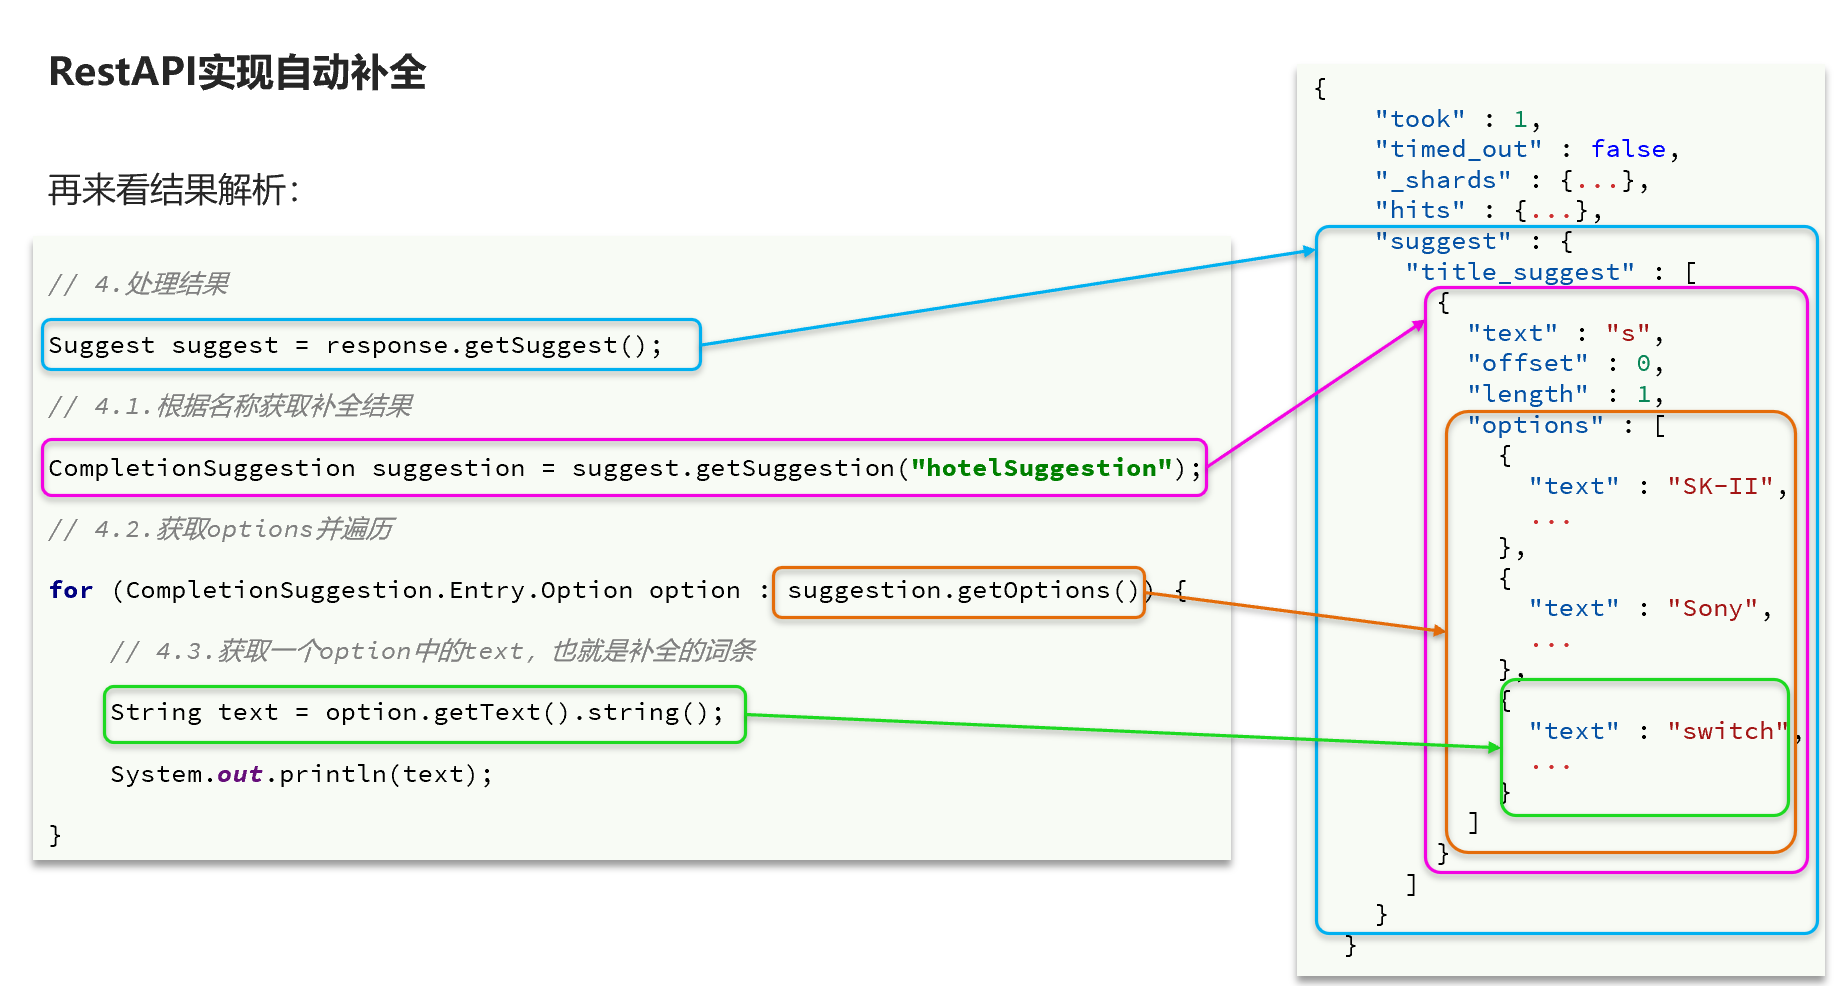 RestAPI实现自动补全
再来看结果解析：
// 4.处理结果
Suggest suggest = response.getSuggest();
// 4.1.根据名称获取补全结果
CompletionSuggestion suggestion = suggest.getSuggestion("hotelSuggestion");
// 4.2.获取options并遍历
for (CompletionSuggestion.Entry.Option option : suggestion.getOptions()) {
// 4.3.获取一个option中的text，也就是补全的词条
String text = option.getText().string();
System.out.println(text);
}
{
"took" : 1,
"timed_out" : false,
"_shards" : {...},
"hits" : {...},
"suggest" : {
"title_suggest" : [
{
"text" : "s",
"offset" : 0,
"length" : 1,
"options" : [
{
"text" : "SK-II",
...
},
{
"text" : "Sony",
...
},
{
"text" : "switch",
...
}
]
}
]
}
}